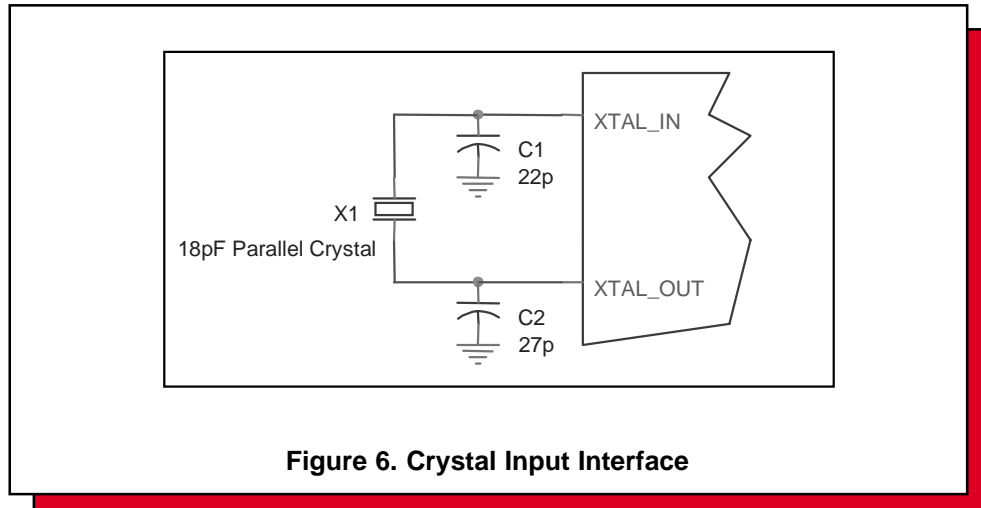 XTAL_IN
C1
22p
X1
18pF Parallel Crystal
XTAL_OUT
C2
27p
Figure 6. Crystal Input Interface